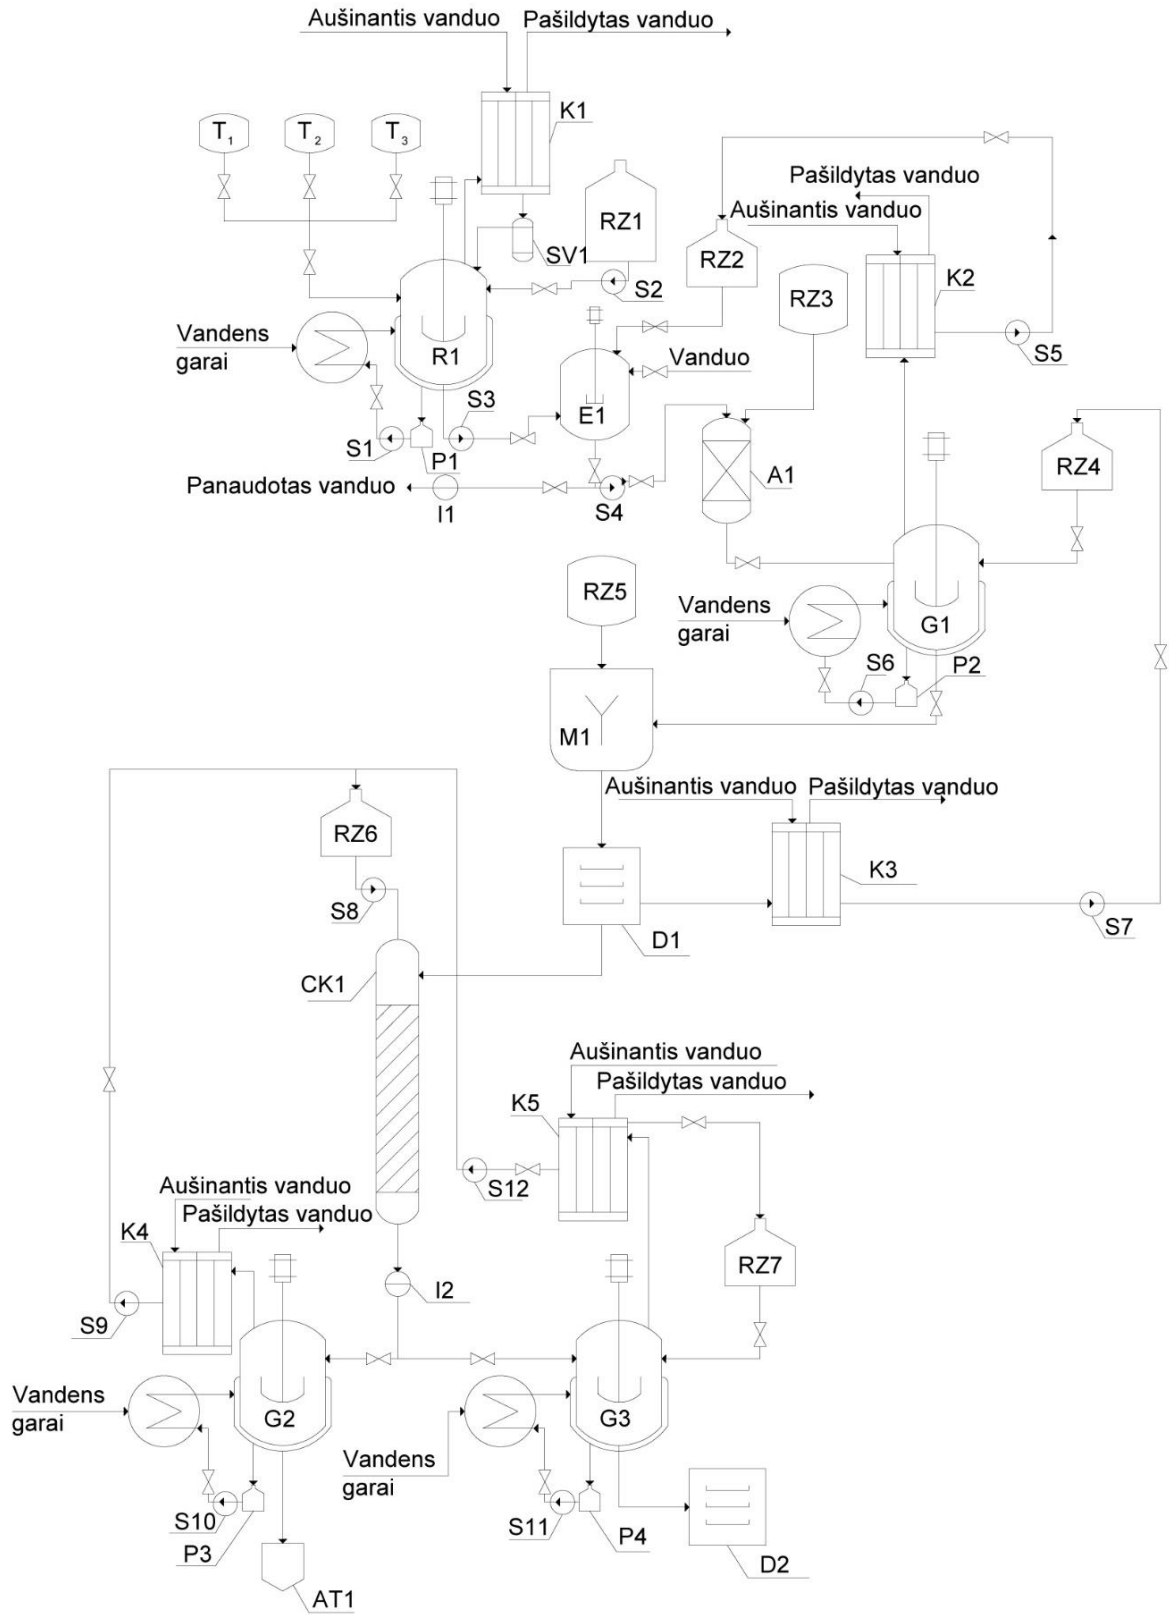 Aušinantis vanduo
Pašildytas vanduo
K1
T₁
T₂
T₃
RZ1
SV1
S2
RZ2
Pašildytas vanduo
Aušinantis vanduo
K2
RZ3
S5
Vandens
garai
R1
Vanduo
S3
E1
S1
P1
A1
RZ4
Panaudotas vanduo
I1
S4
RZ5
Vandens
garai
G1
S6
P2
M1
Aušinantis vanduo
Pašildytas vanduo
RZ6
K3
S8
D1
S7
CK1
Aušinantis vanduo
Pašildytas vanduo
K5
S12
Aušinantis vanduo
Pašildytas vanduo
K4
RZ7
I2
S9
Vandens
garai
G2
G3
Vandens
garai
S10
P3
S11
P4
D2
AT1